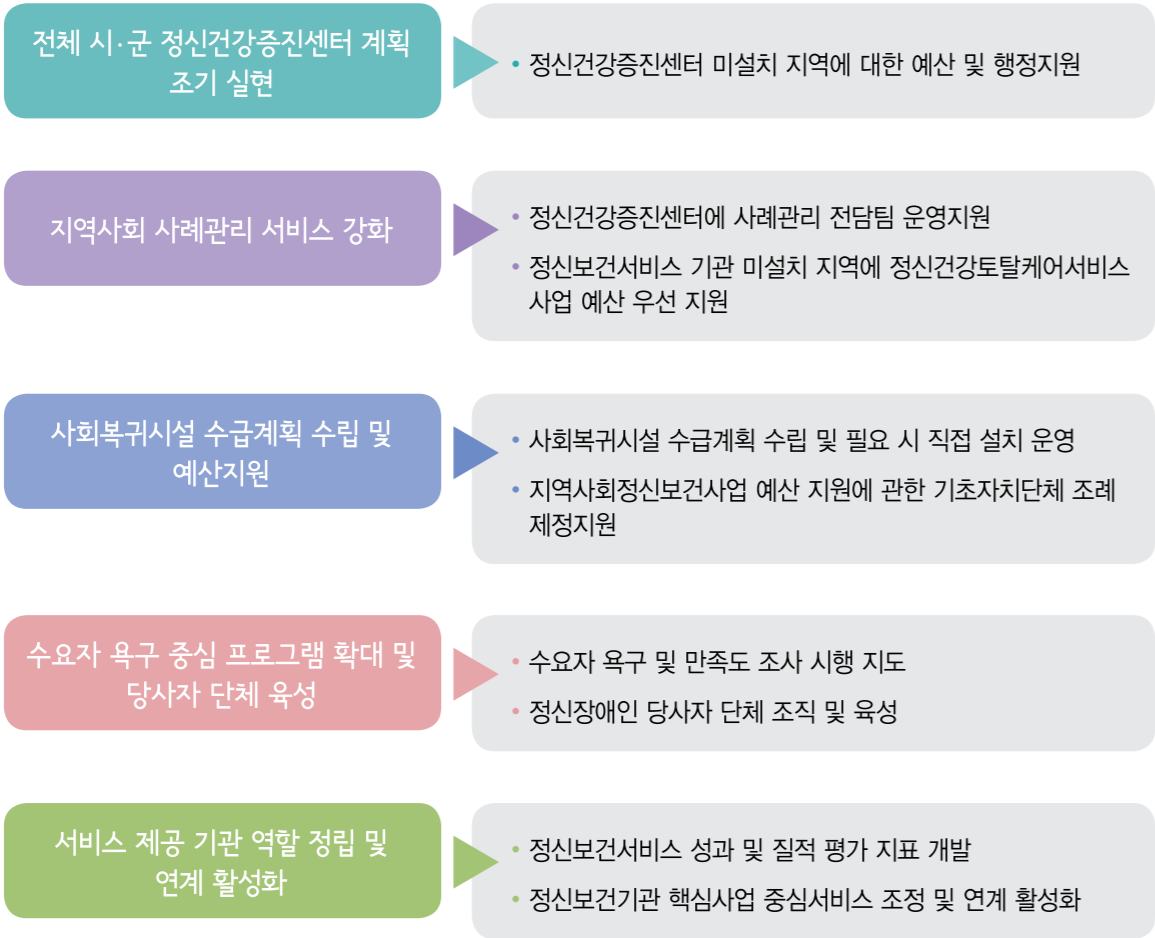 전체 시·군 정신건강증진센터 계획
조기 실현
• 정신건강증진센터 미설치 지역에 대한 예산 및 행정지원
지역사회 사례관리 서비스 강화
• 정신건강증진센터에 사례관리 전담팀 운영지원
• 정신보건서비스 기관 미설치 지역에 정신건강토탈케어서비스
사업 예산 우선 지원
사회복귀시설 수급계획 수립 및
예산지원
• 사회복귀시설 수급계획 수립 및 필요 시 직접 설치 운영
• 지역사회정신보건사업 예산 지원에 관한 기초자치단체 조례
제정지원
수요자 욕구 중심 프로그램 확대 및
당사자 단체 육성
• 수요자 욕구 및 만족도 조사 시행 지도
• 정신장애인 당사자 단체 조직 및 육성
서비스 제공 기관 역할 정립 및
연계 활성화
• 정신보건서비스 성과 및 질적 평가 지표 개발
• 정신보건기관 핵심사업 중심서비스 조정 및 연계 활성화